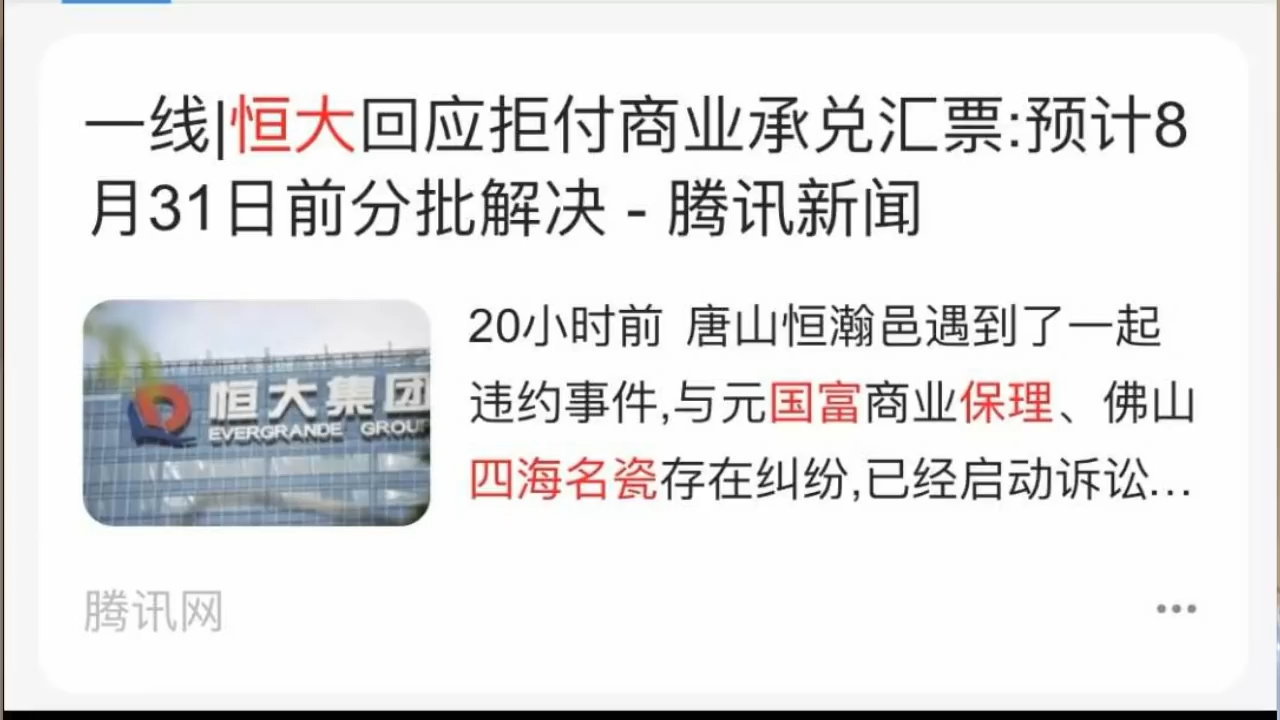 一线|恒大回应拒付商业承兑汇票:预计8
月31日前分批解决 - 腾讯新闻
恒大集团
EVERGRANDE GROUP
20小时前 唐山恒瀚邑遇到了一起
违约事件,与元国富商业保理、佛山
四海名瓷存在纠纷,已经启动诉讼...
腾讯网